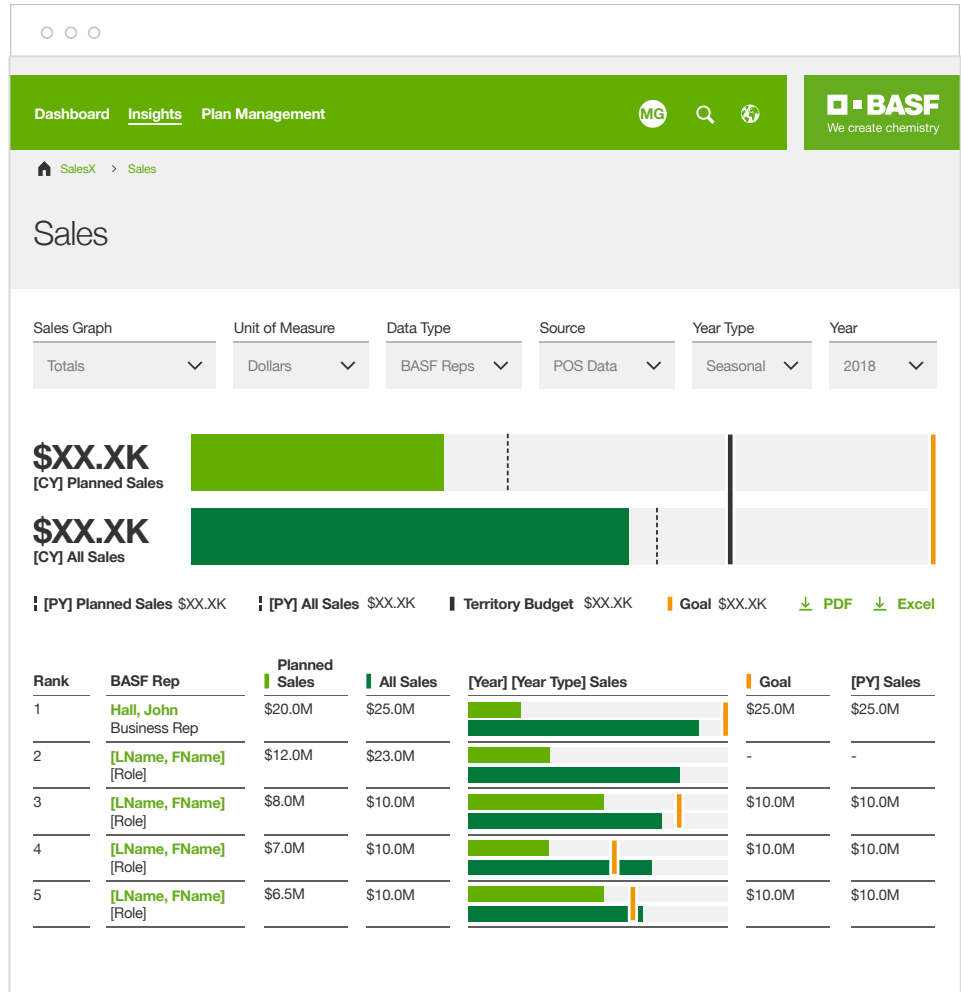 Dashboard Insights Plan Management MG BASF
We create chemistry
SalesX > Sales
Sales
Sales Graph Unit of Measure Data Type Source Year Type Year
Totals Dollars BASF Reps POS Data Seasonal 2018
$XX.XK
[CY] Planned Sales
$XX.XK
[CY] All Sales
[PY] Planned Sales $XX.XK [PY] All Sales $XX.XK Territory Budget $XX.XK Goal $XX.XK PDF Excel
Rank BASF Rep Planned Sales All Sales [Year] [Year Type] Sales Goal [PY] Sales
1 Hall, John $20.0M $25.0M $25.0M $25.0M
Business Rep
2 [LName, FName] $12.0M $23.0M - -
[Role]
3 [LName, FName] $8.0M $10.0M $10.0M $10.0M
[Role]
4 [LName, FName] $7.0M $10.0M $10.0M $10.0M
[Role]
5 [LName, FName] $6.5M $10.0M $10.0M $10.0M
[Role]